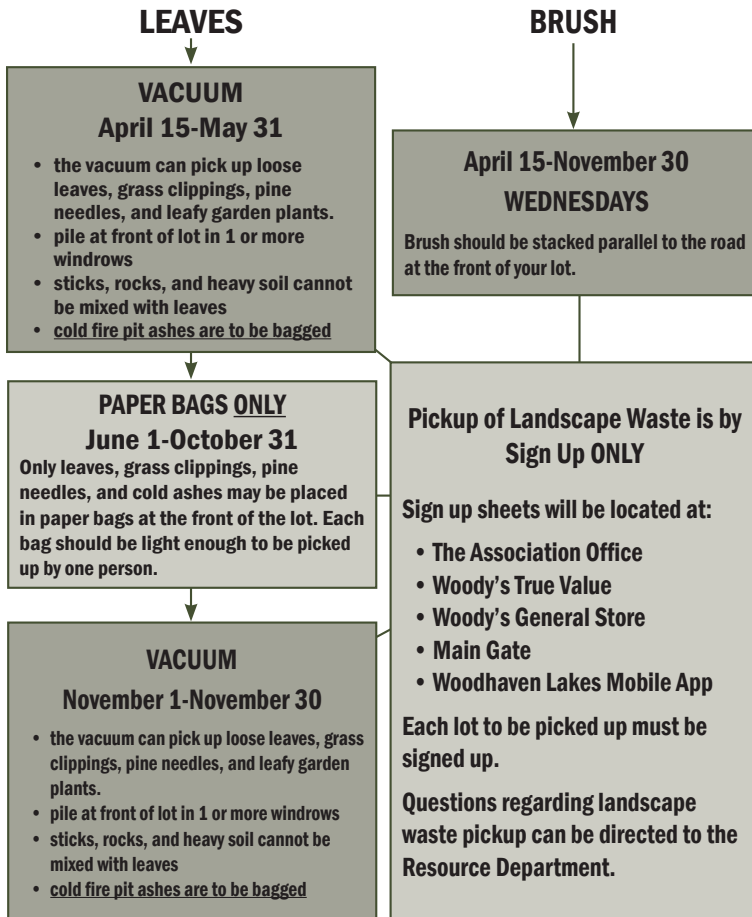 LEAVES
VACUUM
April 15-May 31
• the vacuum can pick up loose
leaves, grass clippings, pine
needles, and leafy garden plants.
• pile at front of lot in 1 or more
windrows
• sticks, rocks, and heavy soil cannot
be mixed with leaves
• cold fire pit ashes are to be bagged
PAPER BAGS ONLY
June 1-October 31
Only leaves, grass clippings, pine
needles, and cold ashes may be placed
in paper bags at the front of the lot. Each
bag should be light enough to be picked
up by one person.
VACUUM
November 1-November 30
• the vacuum can pick up loose leaves, grass
clippings, pine needles, and leafy garden
plants.
• pile at front of lot in 1 or more windrows
• sticks, rocks, and heavy soil cannot be
mixed with leaves
• cold fire pit ashes are to be bagged
BRUSH
April 15-November 30
WEDNESDAYS
Brush should be stacked parallel to the road
at the front of your lot.
Pickup of Landscape Waste is by
Sign Up ONLY
Sign up sheets will be located at:
• The Association Office
• Woody's True Value
• Woody's General Store
• Main Gate
• Woodhaven Lakes Mobile App
Each lot to be picked up must be
signed up.
Questions regarding landscape
waste pickup can be directed to the
Resource Department.